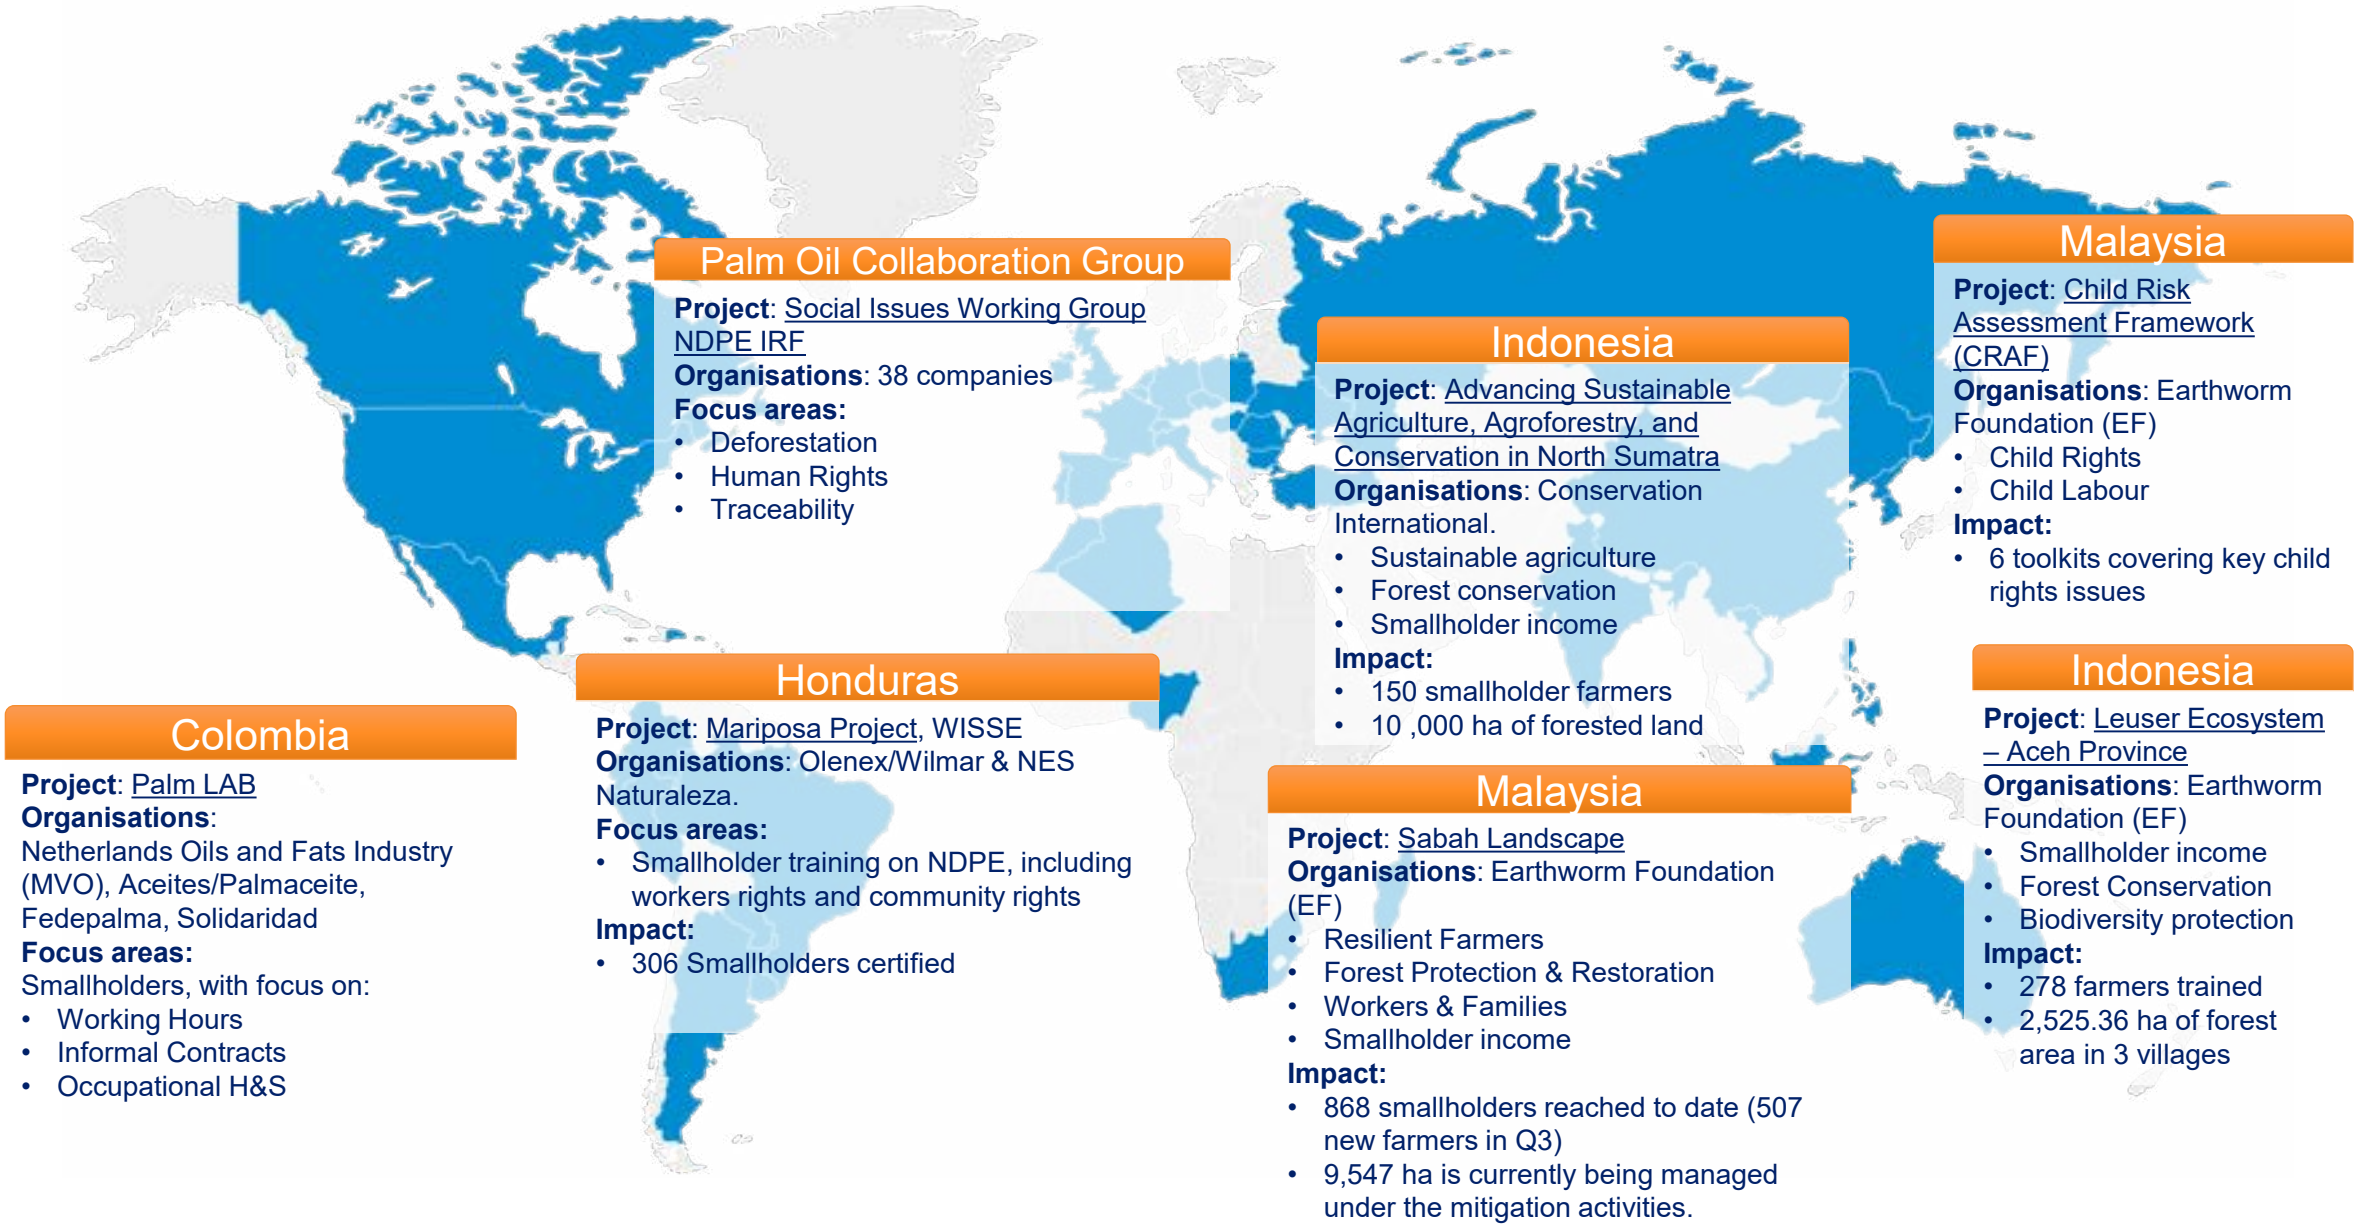 Palm Oil Collaboration Group
Project: Social Issues Working Group
NDPE IRF
Organisations: 38 companies
Focus areas:
• Deforestation
• Human Rights
• Traceability
Indonesia
Project: Advancing Sustainable
Agriculture, Agroforestry, and
Conservation in North Sumatra
Organisations: Conservation
International.
• Sustainable agriculture
• Forest conservation
• Smallholder income
Impact:
• 150 smallholder farmers
• 10 ,000 ha of forested land
Malaysia
Project: Child Risk
Assessment Framework
(CRAF)
Organisations: Earthworm
Foundation (EF)
• Child Rights
• Child Labour
Impact:
• 6 toolkits covering key child
rights issues
Colombia
Project: Palm LAB
Organisations:
Netherlands Oils and Fats Industry
(MVO), Aceites/Palmaceite,
Fedepalma, Solidaridad
Focus areas:
Smallholders, with focus on:
• Working Hours
• Informal Contracts
• Occupational H&S
Honduras
Project: Mariposa Project, WISSE
Organisations: Olenex/Wilmar & NES
Naturaleza.
Focus areas:
• Smallholder training on NDPE, including
workers rights and community rights
Impact:
• 306 Smallholders certified
Malaysia
Project: Sabah Landscape
Organisations: Earthworm Foundation
(EF)
• Resilient Farmers
• Forest Protection & Restoration
• Workers & Families
• Smallholder income
Impact:
• 868 smallholders reached to date (507
new farmers in Q3)
• 9,547 ha is currently being managed
under the mitigation activities.
Indonesia
Project: Leuser Ecosystem
– Aceh Province
Organisations: Earthworm
Foundation (EF)
• Smallholder income
• Forest Conservation
• Biodiversity protection
Impact:
• 278 farmers trained
• 2,525.36 ha of forest
area in 3 villages